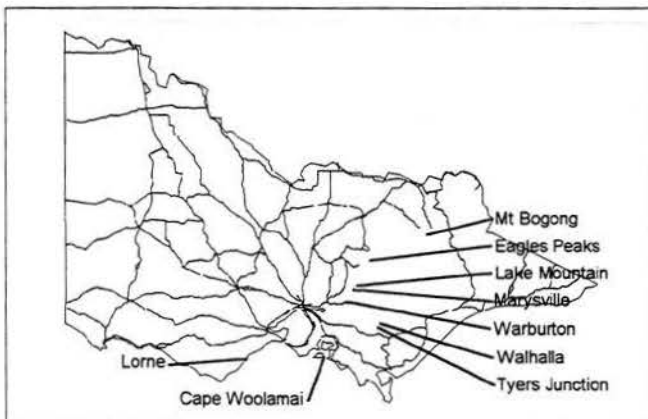 Mt Bogong
Eagles Peaks
Lake Mountain
Marysville
Warburton
Walhalla
Tyers Junction
Lorne
Cape Woolamai